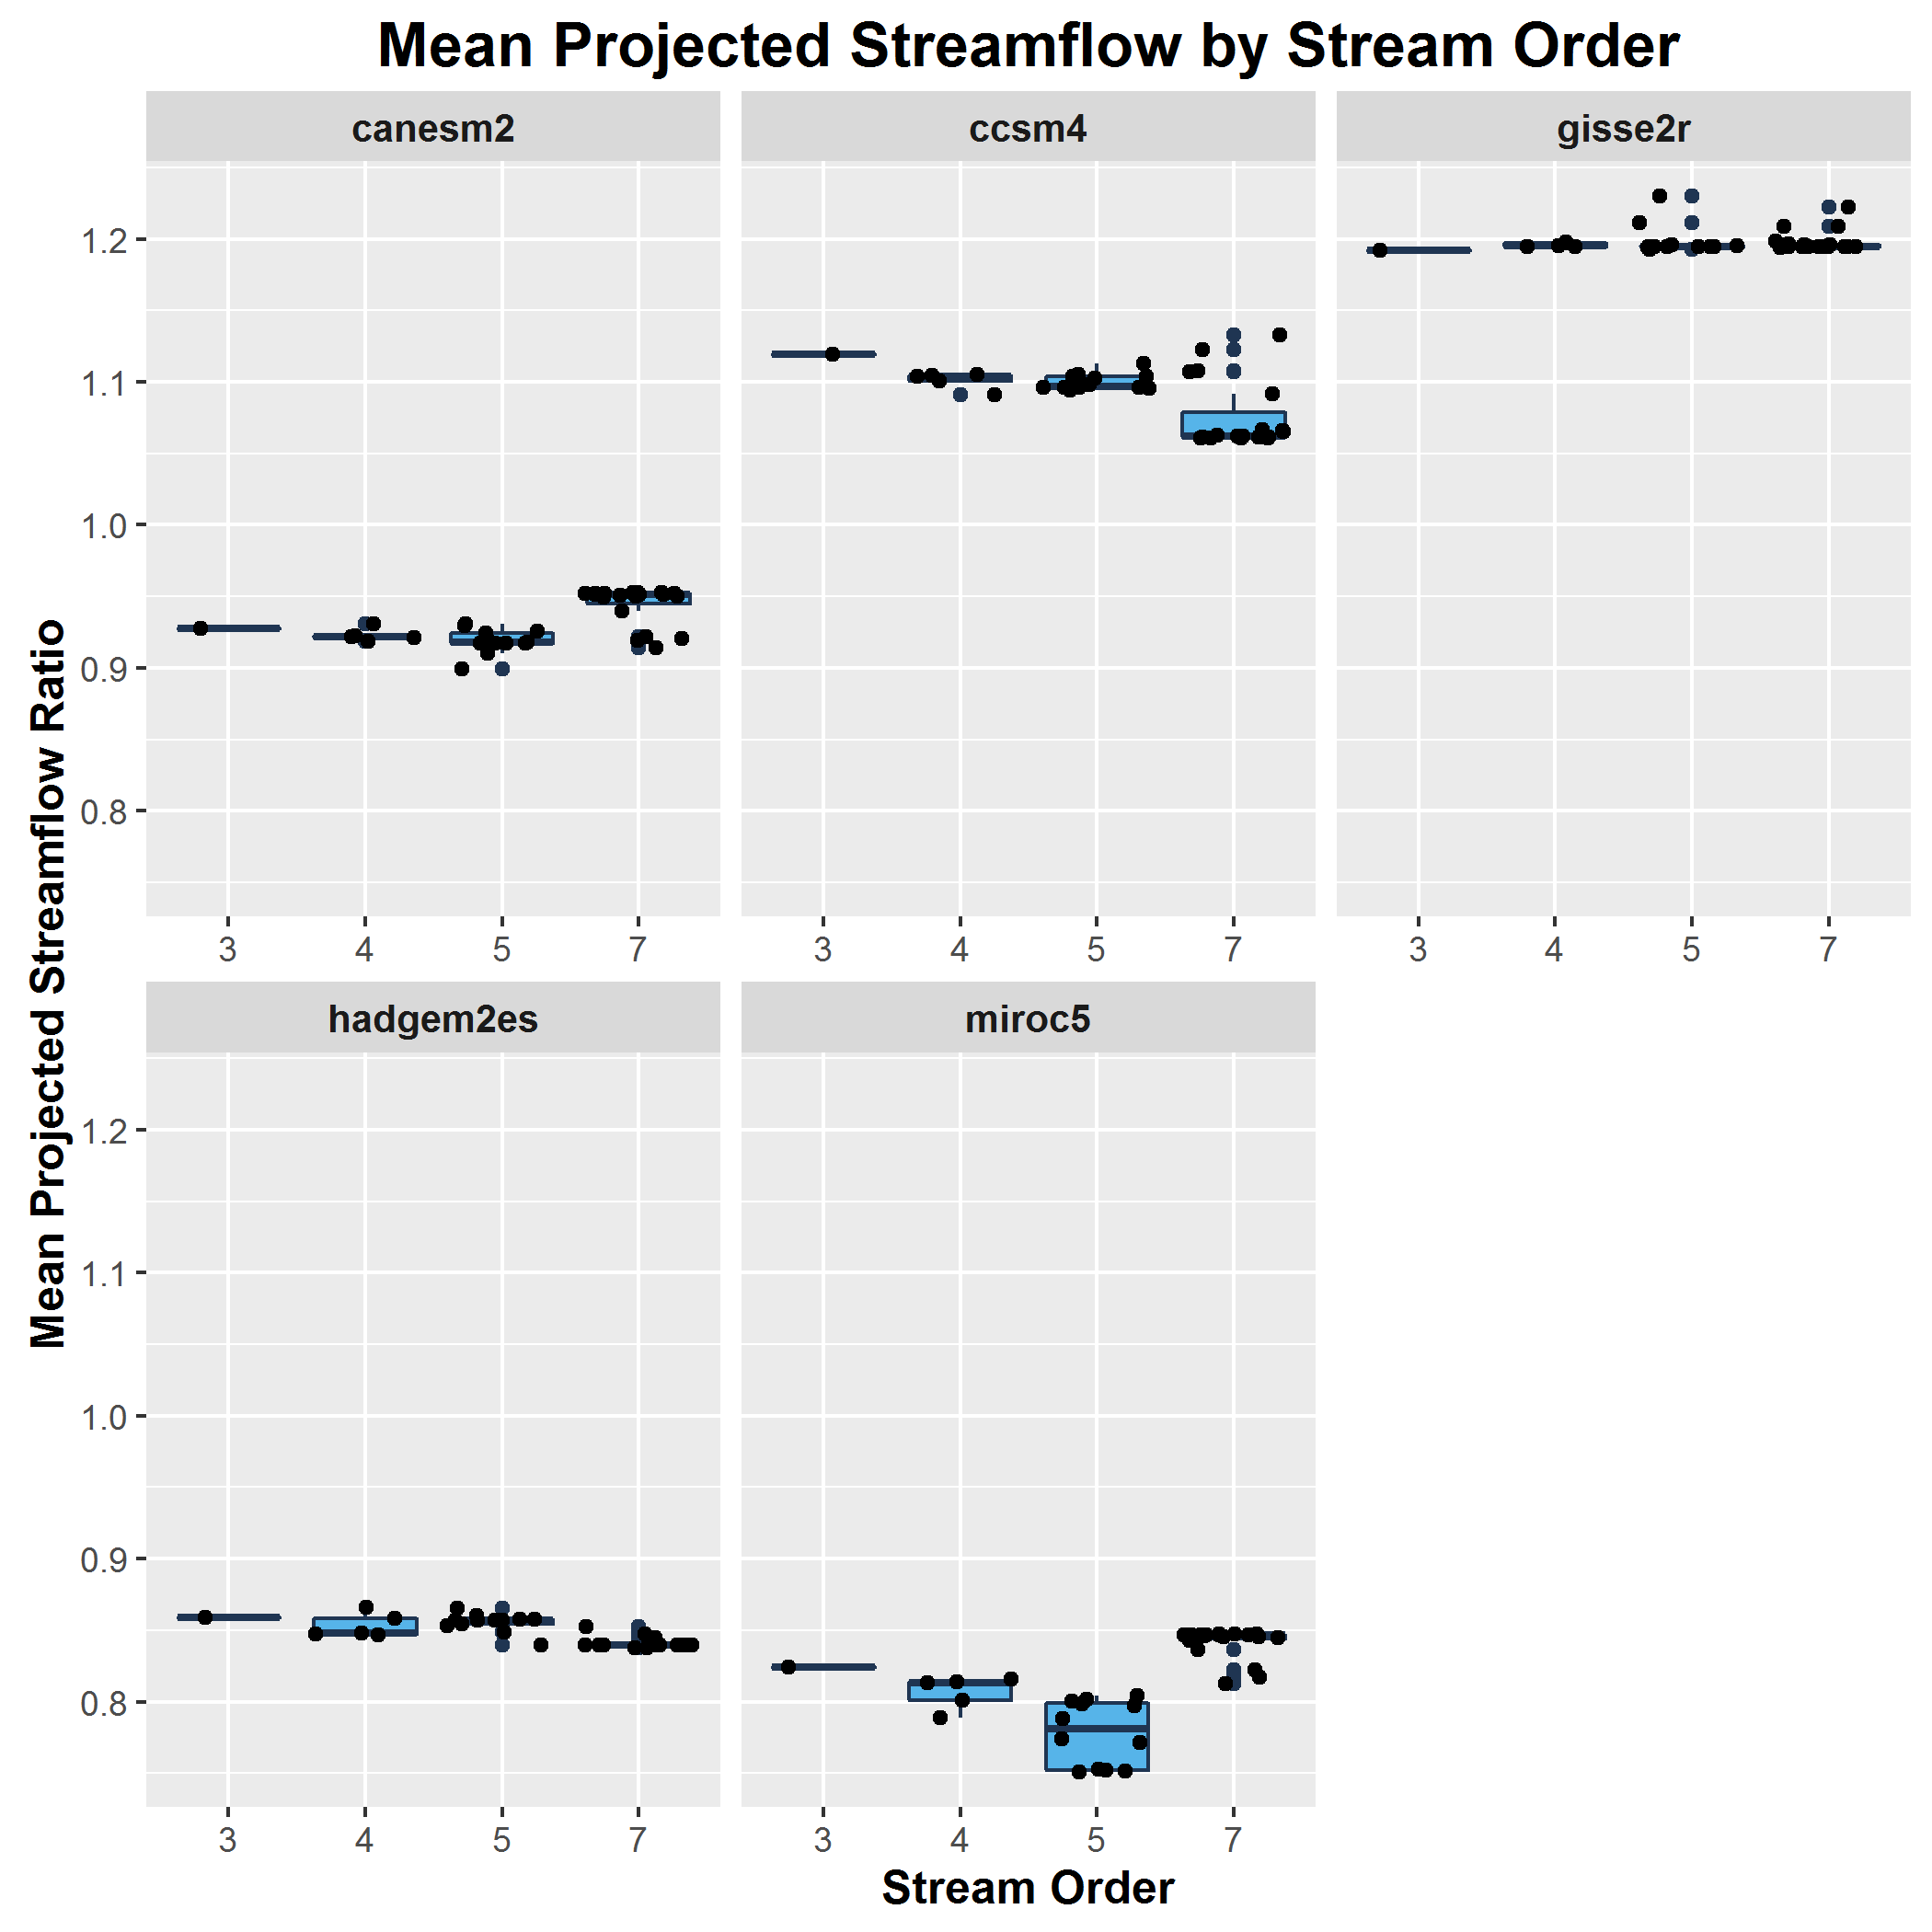 Mean Projected Streamflow by Stream Order
canesm2 ccsm4 gisse2r
Mean Projected Streamflow Ratio
1.2
1.1
1.0
0.9
0.8
3 4 5 7 3 4 5 7 3 4 5 7
hadgem2es miroc5
1.2
1.1
1.0
0.9
0.8
3 4 5 7 3 4 5 7
Stream Order